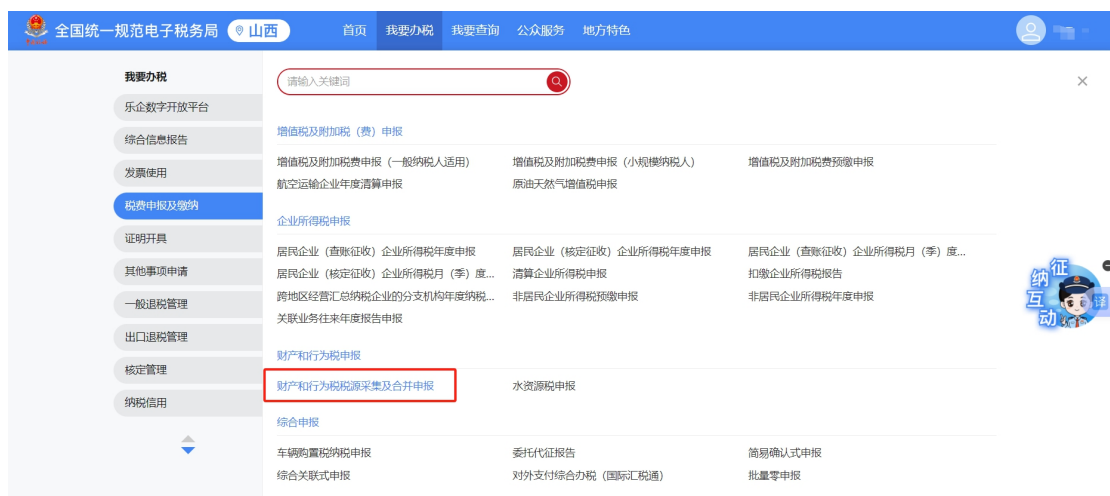 全国统一规范电子税务局 山西 首页 我要办税 我要查询 公众服务 地方特色
我要办税
乐企数字开放平台
综合信息报告
发票使用
税费申报及缴纳
证明开具
其他事项申请
一般退税管理
出口退税管理
核定管理
纳税信用
请输入关键词
增值税及附加税（费）申报
增值税及附加税费申报（一般纳税人适用） 增值税及附加税费申报（小规模纳税人） 增值税及附加税费预缴申报
航空运输企业年度清算申报 原油天然气增值税申报
企业所得税申报
居民企业（查账征收）企业所得税年度申报 居民企业（核定征收）企业所得税年度申报 居民企业（查账征收）企业所得税月（季）度...
居民企业（核定征收）企业所得税月（季）度... 清算企业所得税申报 扣缴企业所得税报告
跨地区经营汇总纳税企业的分支机构年度纳税... 非居民企业所得税预缴申报 非居民企业所得税年度申报
关联业务往来年度报告申报
财产和行为税申报
财产和行为税税源采集及合并申报 水资源税申报
综合申报
车辆购置税纳税申报 委托代征报告 简易确认式申报
综合关联式申报 对外支付综合办税（国际汇税通） 批量零申报
征纳互动
译